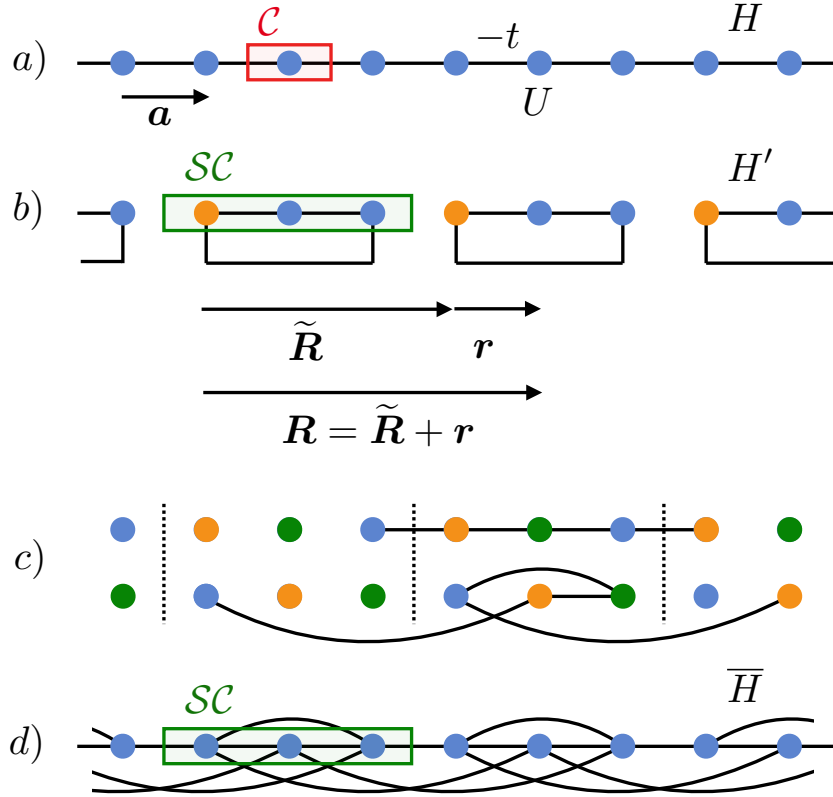 a) 𝒞 −t H
a U
b) 𝒮𝒞 H′
R̃ r
R = R̃ + r
c)
d) 𝒮𝒞 H̅